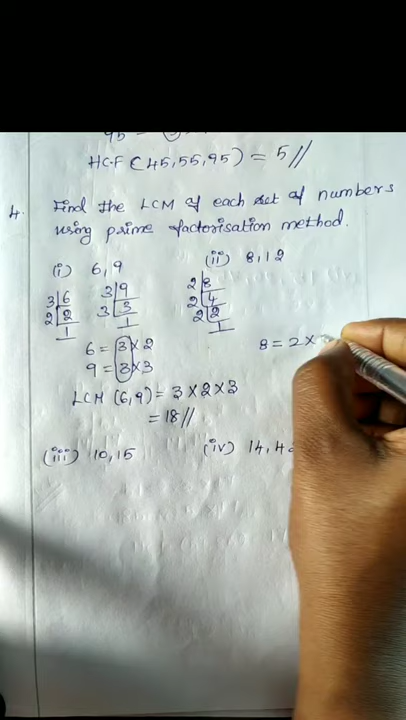 HCF (45,55,95) = 5//
4. Find the LCM of each set of numbers
using prime factorisation method.
(i) 6,9
(ii) 8,12
3|6
2|2
1
3|9
3|3
1
2|8
2|4
2|2
1
6 = 3×2
9 = 3×3
8 = 2×
LCM (6,9) = 3×2×3
= 18//
(iii) 10,15
(iv) 14,4